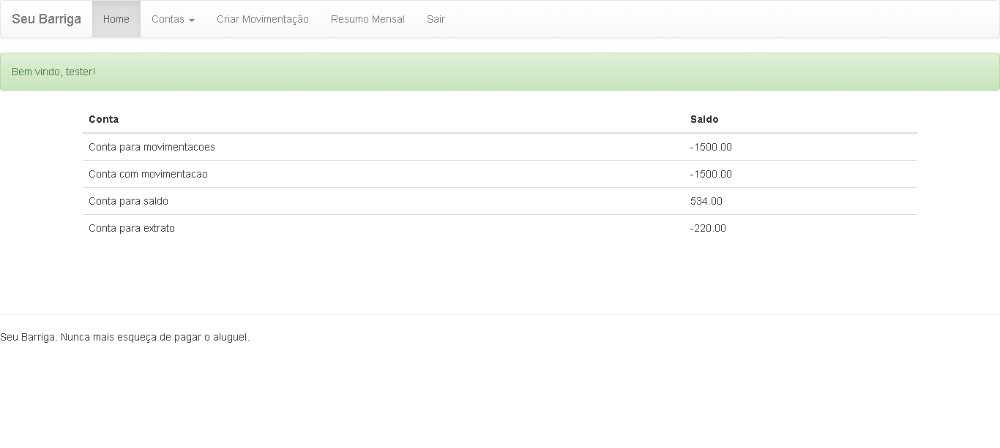 Seu Barriga Home Contas Criar Movimentação Resumo Mensal Sair
Bem vindo, tester!
Conta Saldo
Conta para movimentacoes -1500.00
Conta com movimentacao -1500.00
Conta para saldo 534.00
Conta para extrato -220.00
Seu Barriga. Nunca mais esqueça de pagar o aluguel.